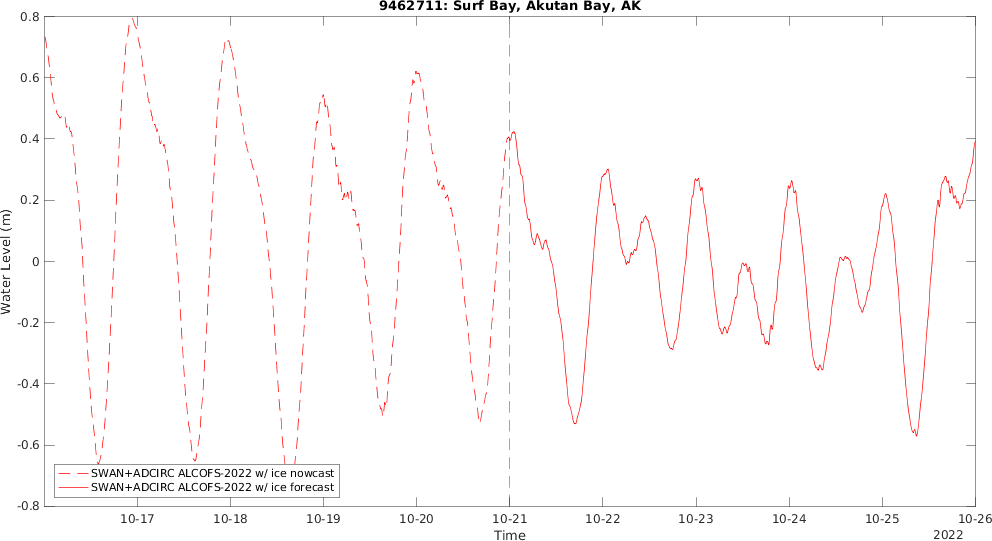 9462711: Surf Bay, Akutan Bay, AK
0.8
0.6
0.4
0.2
0
-0.2
-0.4
-0.6
-0.8
Water Level (m)
SWAN+ADCIRC ALCOFS-2022 w/ ice nowcast
SWAN+ADCIRC ALCOFS-2022 w/ ice forecast
10-17 10-18 10-19 10-20 10-21 10-22 10-23 10-24 10-25 10-26
Time
2022